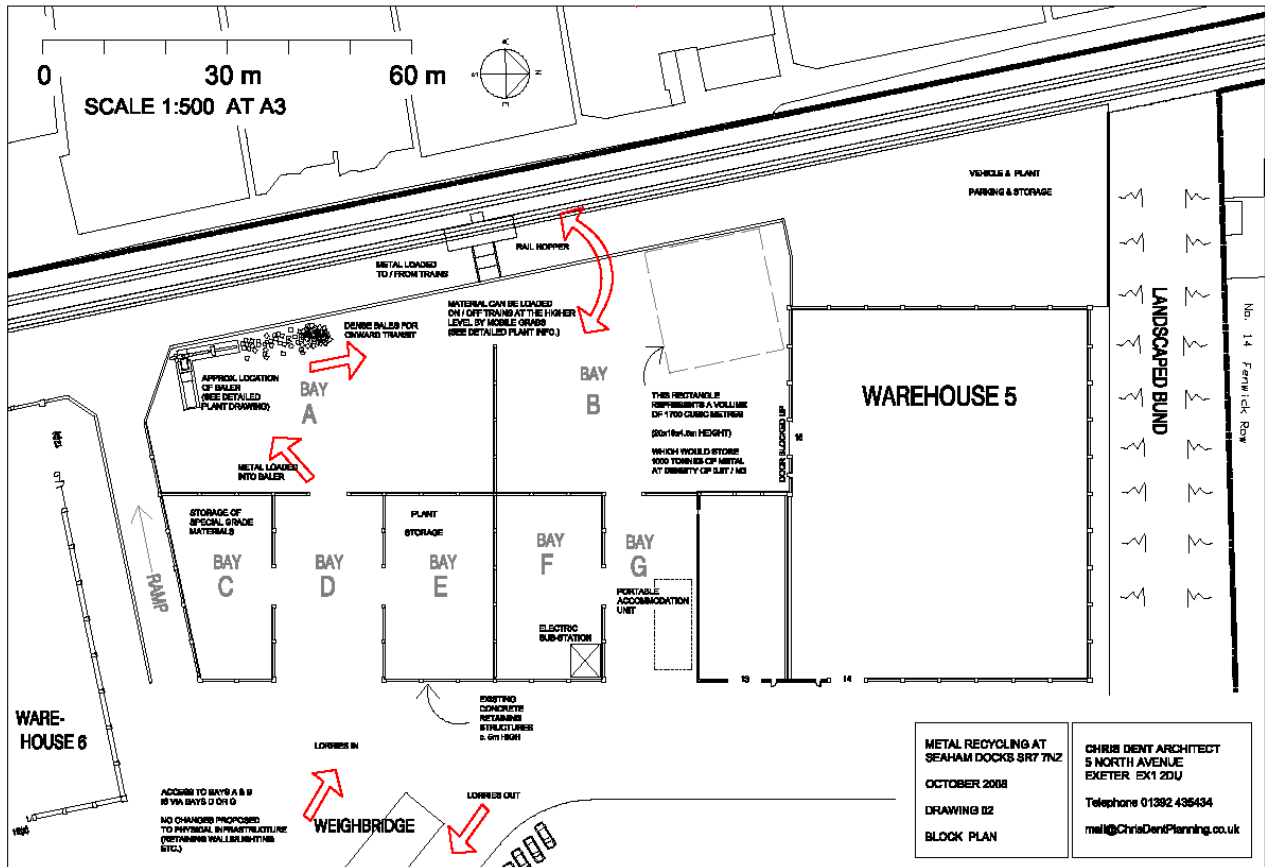 0 30 m 60 m
SCALE 1:500 AT A3
W
S
N
E
VEHICLE & PLANT
PARKING & STORAGE
RAIL HOPPER
METAL LOADED
TO / FROM TRAINS
MATERIAL CAN BE LOADED
ON / OFF TRAINS AT THE HIGHER
LEVEL BY MOBILE GRABS
(SEE DETAILED PLANT INFO.)
DENSE BALES FOR
ONWARD TRANSIT
APPROX. LOCATION
OF BALER
(SEE DETAILED
PLANT DRAWING)
BAY
A
BAY
B
THIS RECTANGLE
REPRESENTS A VOLUME
OF 1700 CUBIC METRES
WHICH WOULD STORE
1000 TONNES OF METAL
DOOR BLOCKED UP
16
WAREHOUSE 5
LANDSCAPED BUND
No. 14 Fenwick Row
METAL LOADED
INTO BALER
STORAGE OF
SPECIAL GRADE
MATERIALS
PLANT
STORAGE
BAY
C
BAY
D
BAY
E
BAY
F
BAY
G
RAMP
PORTABLE
ACCOMMODATION
UNIT
ELECTRIC
SUB-STATION
13
14
EXISTING
CONCRETE
RETAINING
STRUCTURES
c. 6m HIGH
WARE-
HOUSE 6
LORRIES IN
LORRIES OUT
ACCESS TO BAYS A & B
IS VIA BAYS D OR G
NO CHANGES PROPOSED
TO PHYSICAL INFRASTRUCTURE
ETC.)
WEIGHBRIDGE
METAL RECYCLING AT
SEAHAM DOCKS SR7 7NZ
OCTOBER 2008
DRAWING 02
BLOCK PLAN
CHRIS DENT ARCHITECT
5 NORTH AVENUE
EXETER EX1 2DU
Telephone 01392 435434
mail@ChrisDentPlanning.co.uk